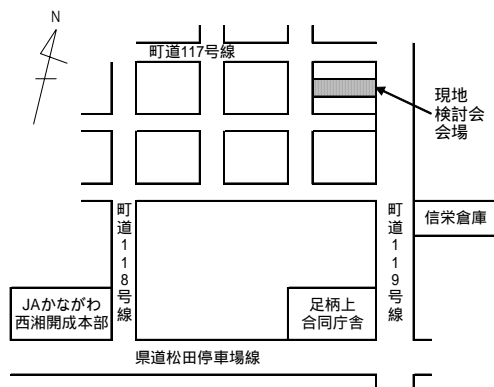 N
町道117号線
現地
検討会
会場
町道118号線
町道119号線
信栄倉庫
JAかながわ
西湘開成本部
足柄上
合同庁舎
県道松田停車場線